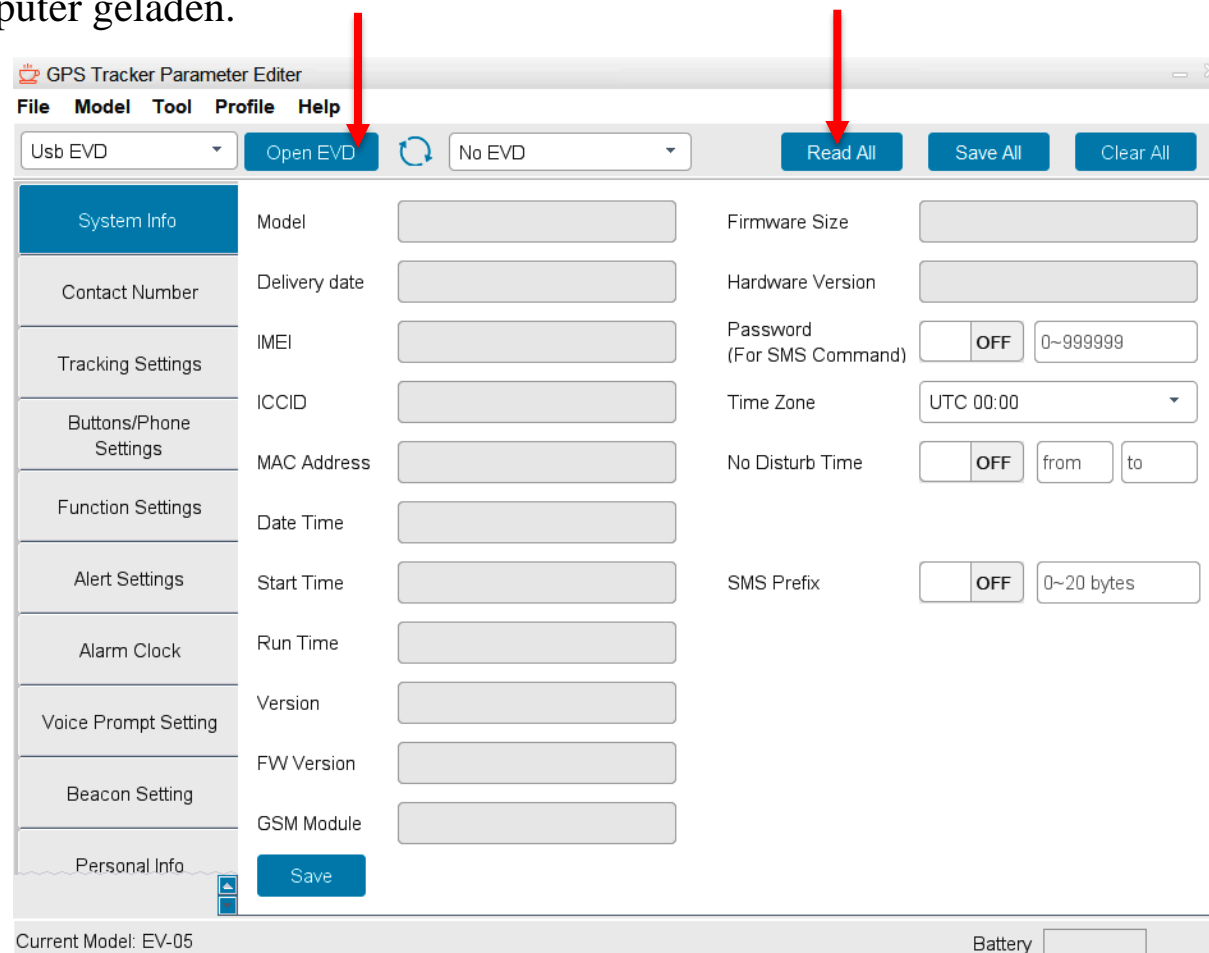 puter geladen.
GPS Tracker Parameter Editer
File Model Tool Profile Help
Usb EVD Open EVD No EVD Read All Save All Clear All
System Info
Contact Number
Tracking Settings
Buttons/Phone
Settings
Function Settings
Alert Settings
Alarm Clock
Voice Prompt Setting
Beacon Setting
Personal Info
Model
Delivery date
IMEI
ICCID
MAC Address
Date Time
Start Time
Run Time
Version
FW Version
GSM Module
Save
Firmware Size
Hardware Version
Password
(For SMS Command) OFF 0~999999
Time Zone UTC 00:00
No Disturb Time OFF from to
SMS Prefix OFF 0~20 bytes
Current Model: EV-05
Battery